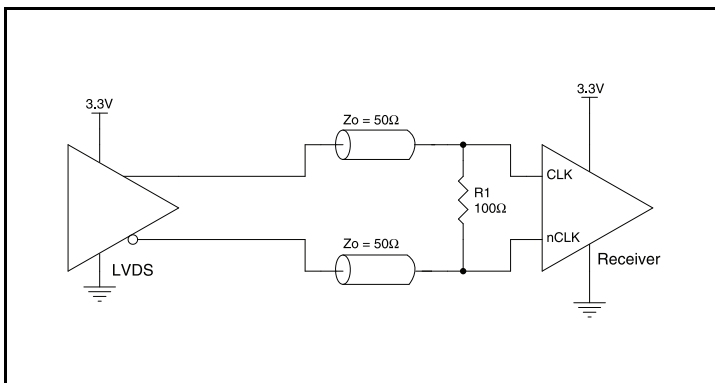 3.3V
3.3V
Zo = 50Ω
CLK
R1
100Ω
nCLK
Zo = 50Ω
LVDS
Receiver